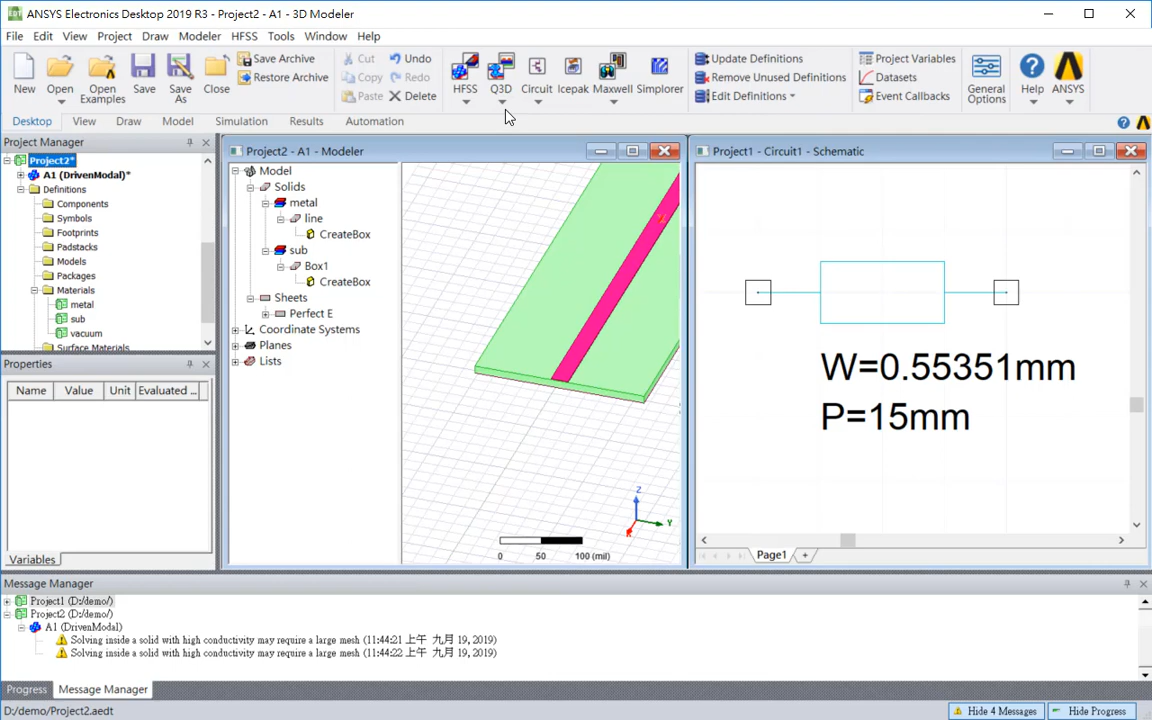 ANSYS Electronics Desktop 2019 R3 - Project2 - A1 - 3D Modeler
File Edit View Project Draw Modeler HFSS Tools Window Help
New
Open
Open Examples
Save
Save As
Close
Save Archive
Restore Archive
Cut
Copy
Paste
Undo
Redo
Delete
HFSS
Q3D
Circuit
Icepak
Maxwell
Simplorer
Update Definitions
Remove Unused Definitions
Edit Definitions
Project Variables
Datasets
Event Callbacks
General Options
Help
ANSYS
Desktop View Draw Model Simulation Results Automation
Project Manager
Project2*
A1 (DrivenModal)*
Definitions
Components
Symbols
Footprints
Padstacks
Models
Packages
Materials
metal
sub
vacuum
Surface Materials
Properties
Name Value Unit Evaluated ...
Variables
Project2 - A1 - Modeler
Model
Solids
metal
line
CreateBox
sub
Box1
CreateBox
Sheets
Perfect E
Coordinate Systems
Planes
Lists
Z
Y
0 50 100 (mil)
Project1 - Circuit1 - Schematic
W=0.55351mm
P=15mm
Page1
Message Manager
Project1 (D:/demo/)
Project2 (D:/demo/)
A1 (DrivenModal)
Solving inside a solid with high conductivity may require a large mesh (11:44:21 上午 九月 19, 2019)
Solving inside a solid with high conductivity may require a large mesh (11:44:22 上午 九月 19, 2019)
Progress Message Manager
D:/demo/Project2.aedt
Hide 4 Messages
Hide Progress